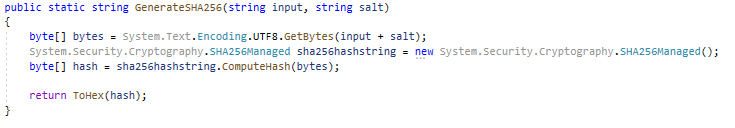 public static string GenerateSHA256(string input, string salt)
{
    byte[] bytes = System.Text.Encoding.UTF8.GetBytes(input + salt);
    System.Security.Cryptography.SHA256Managed sha256hashstring = new System.Security.Cryptography.SHA256Managed();
    byte[] hash = sha256hashstring.ComputeHash(bytes);

    return ToHex(hash);
}